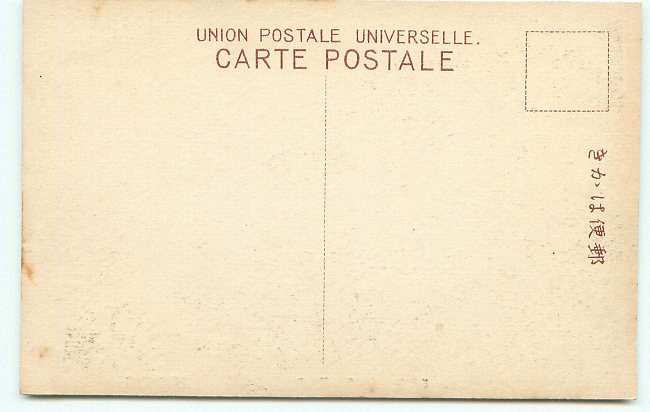 UNION POSTALE UNIVERSELLE.
CARTE POSTALE
郵便はかき